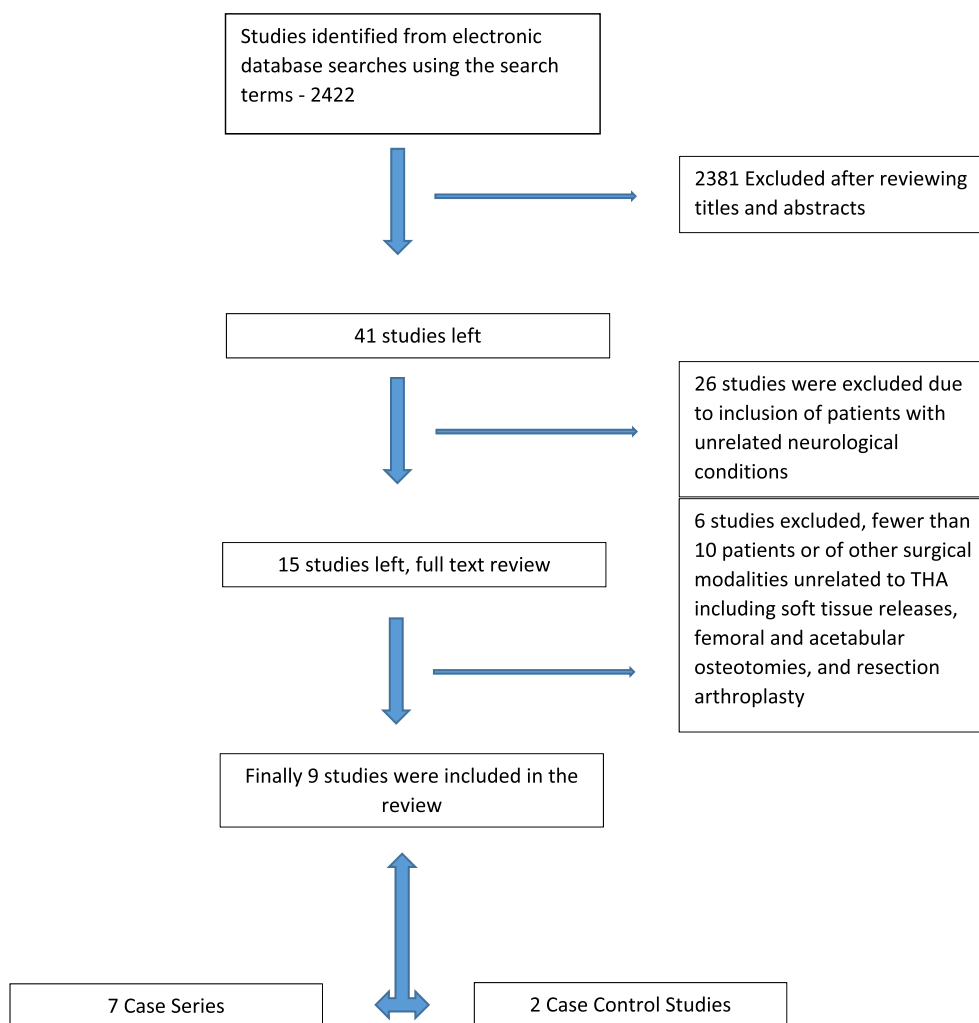 Studies identified from electronic
database searches using the search
terms - 2422
2381 Excluded after reviewing
titles and abstracts
41 studies left
26 studies were excluded due
to inclusion of patients with
unrelated neurological
conditions
15 studies left, full text review
6 studies excluded, fewer than
10 patients or of other surgical
modalities unrelated to THA
including soft tissue releases,
femoral and acetabular
osteotomies, and resection
arthroplasty
Finally 9 studies were included in the
review
7 Case Series
2 Case Control Studies